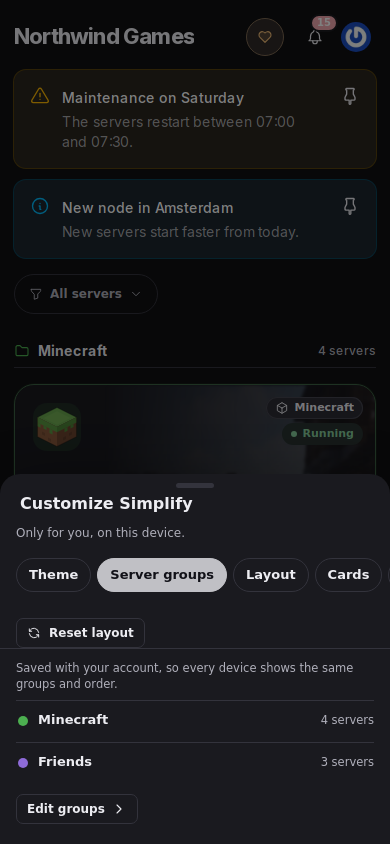 Northwind Games
15
Maintenance on Saturday
The servers restart between 07:00
and 07:30.
New node in Amsterdam
New servers start faster from today.
All servers
Minecraft
4 servers
Minecraft
Running
Customize Simplify
Only for you, on this device.
Theme
Server groups
Layout
Cards
Reset layout
Saved with your account, so every device shows the same
groups and order.
Minecraft
4 servers
Friends
3 servers
Edit groups